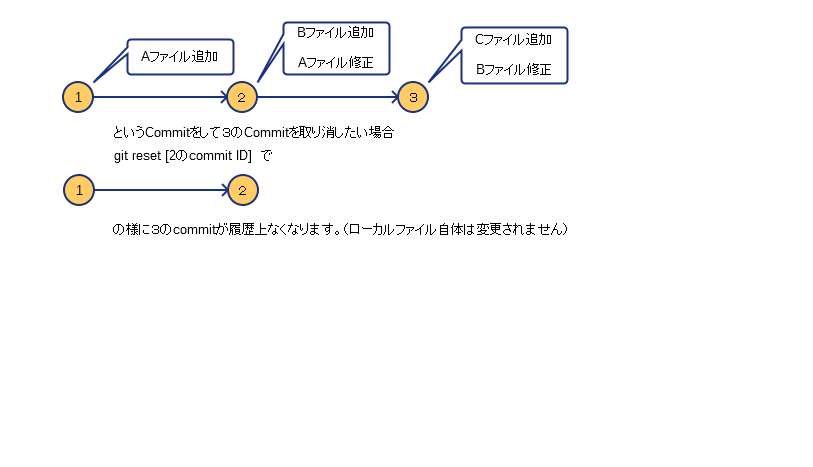 Aファイル追加
Bファイル追加
Aファイル修正
Cファイル追加
Bファイル修正
1
2
3
というCommitをして３のCommitを取り消したい場合
git reset [2のcommit ID] で
1
2
の様に３のcommitが履歴上なくなります。（ローカルファイル自体は変更されません）